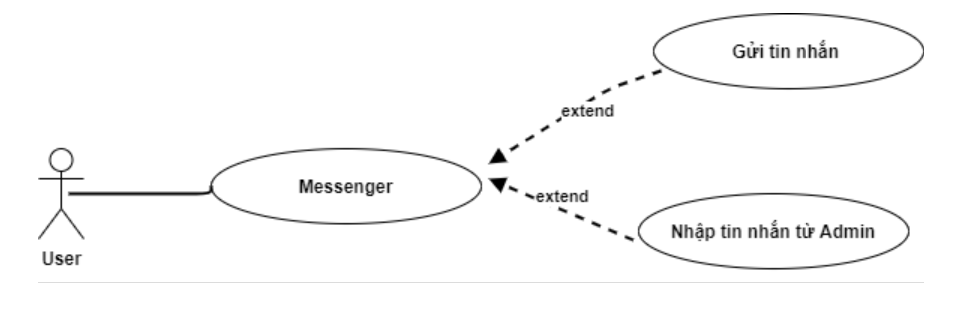 Gửi tin nhắn
extend
Messenger
extend
Nhập tin nhắn từ Admin
User